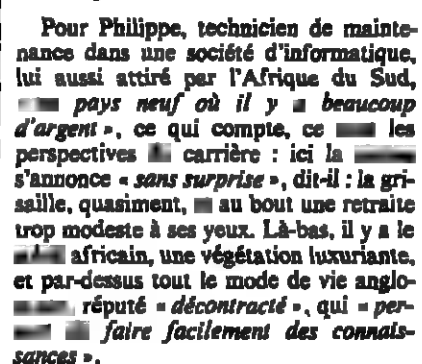 Pour Philippe, technicien de mainte-
nance dans une société d'informatique,
lui aussi attiré par l'Afrique du Sud,
pays neuf où il y a beaucoup
d'argent », ce qui compte, ce les
perspectives carrière : ici la
s'annonce « sans surprise », dit-il : la gri-
saille, quasiment, au bout une retraite
trop modeste à ses yeux. Là-bas, il y a le
africain, une végétation luxuriante,
et par-dessus tout le mode de vie anglo-
réputé « décontracté », qui « per-
faire facilement des connais-
sances ».